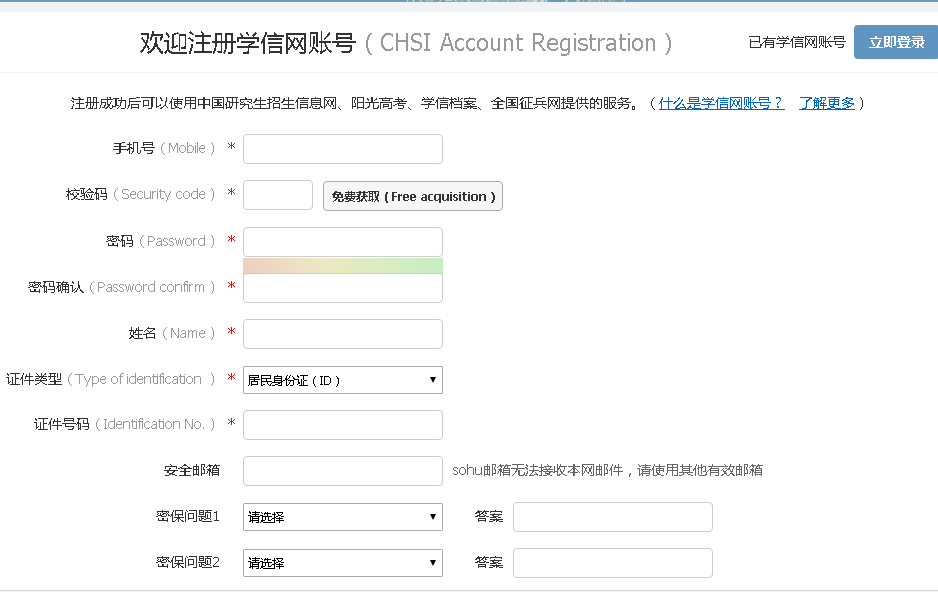 欢迎注册学信网账号（CHSI Account Registration）
已有学信网账号 立即登录
注册成功后可以使用中国研究生招生信息网、阳光高考、学信档案、全国征兵网提供的服务。（什么是学信网账号？ 了解更多）
手机号（Mobile） *
校验码（Security code） * 免费获取 ( Free acquisition )
密码（Password） *
密码确认（Password confirm） *
姓名（Name） *
证件类型（Type of identification ） * 居民身份证（ID）
证件号码（Identification No.） *
安全邮箱 sohu邮箱无法接收本网邮件，请使用其他有效邮箱
密保问题1 请选择 答案
密保问题2 请选择 答案